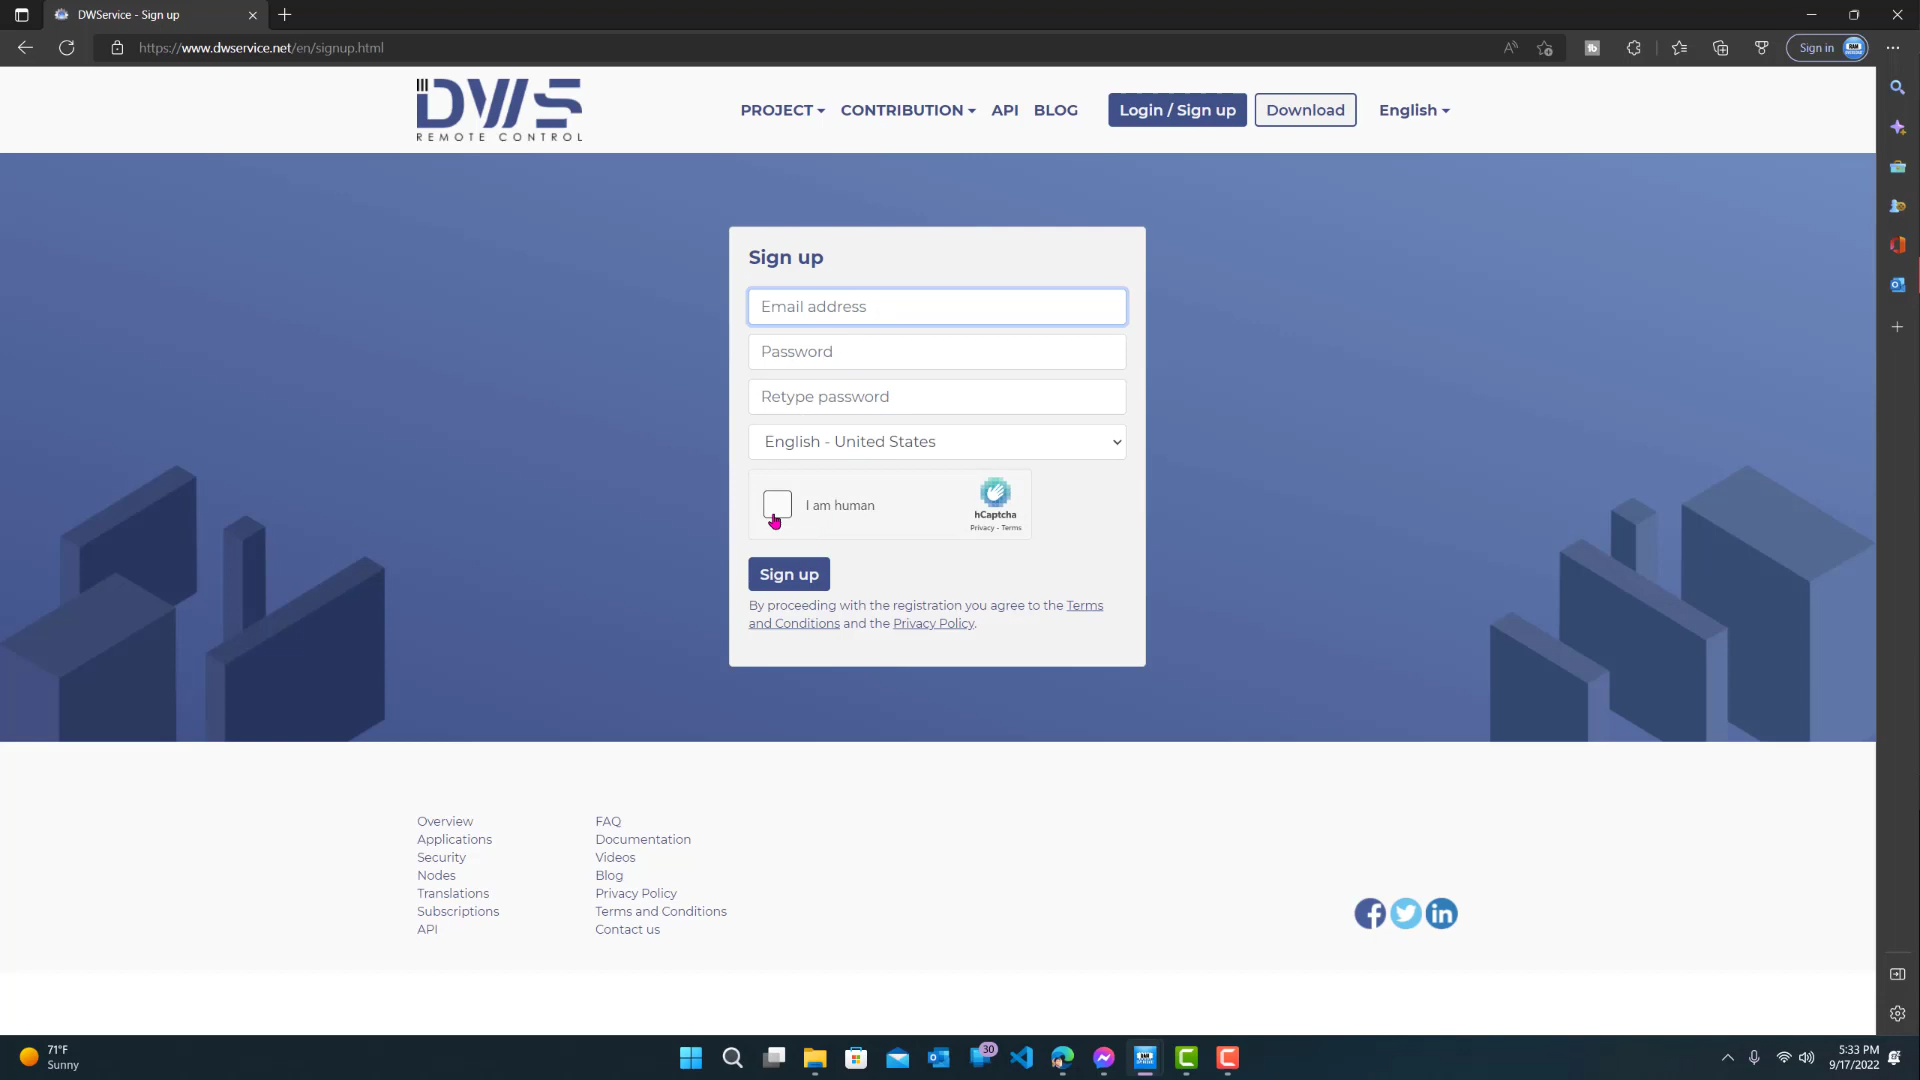 DWService - Sign up
https://www.dwservice.net/en/signup.html
Sign in
DWS
REMOTE CONTROL
PROJECT
CONTRIBUTION
API
BLOG
Login / Sign up
Download
English
Sign up
Email address
Password
Retype password
English - United States
I am human
hCaptcha
Privacy - Terms
Sign up
By proceeding with the registration you agree to the Terms
and Conditions and the Privacy Policy.
Overview
Applications
Security
Nodes
Translations
Subscriptions
API
FAQ
Documentation
Videos
Blog
Privacy Policy
Terms and Conditions
Contact us
71°F
Sunny
30
5:33 PM
9/17/2022